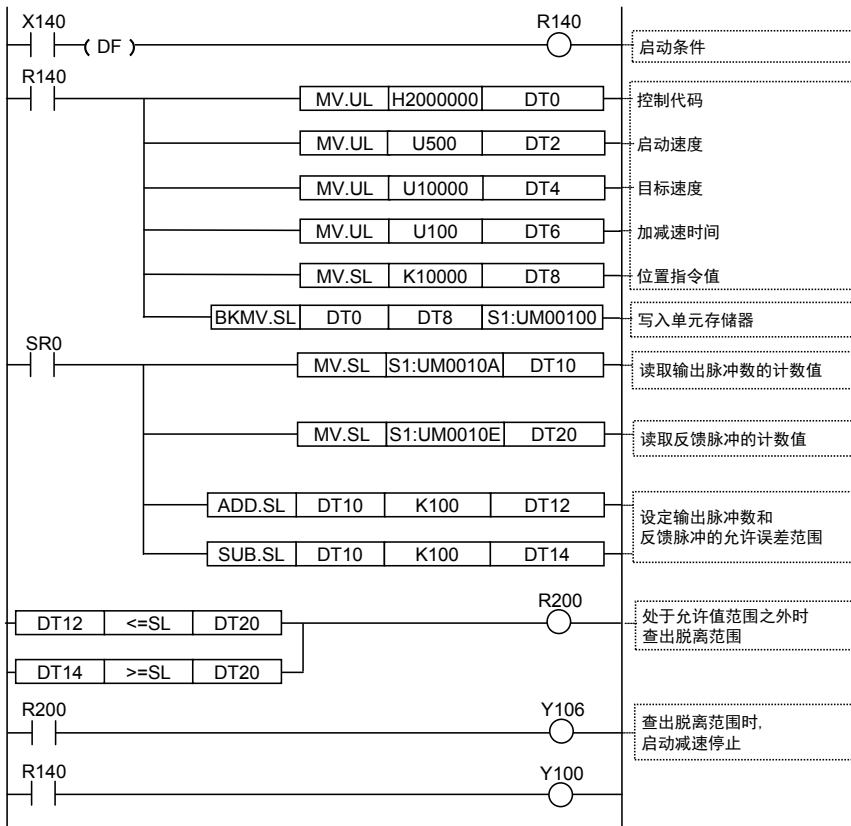 X140
R140
( DF )
启动条件
R140
MV.UL H2000000 DT0
控制代码
MV.UL U500 DT2
启动速度
MV.UL U10000 DT4
目标速度
MV.UL U100 DT6
加减速时间
MV.SL K10000 DT8
位置指令值
BKMV.SL DT0 DT8 S1:UM00100
写入单元存储器
SR0
MV.SL S1:UM0010A DT10
读取输出脉冲数的计数值
MV.SL S1:UM0010E DT20
读取反馈脉冲的计数值
ADD.SL DT10 K100 DT12
设定输出脉冲数和
反馈脉冲的允许误差范围
SUB.SL DT10 K100 DT14
R200
DT12 <=SL DT20
处于允许值范围之外时
查出脱离范围
DT14 >=SL DT20
R200
Y106
查出脱离范围时,
启动减速停止
R140
Y100